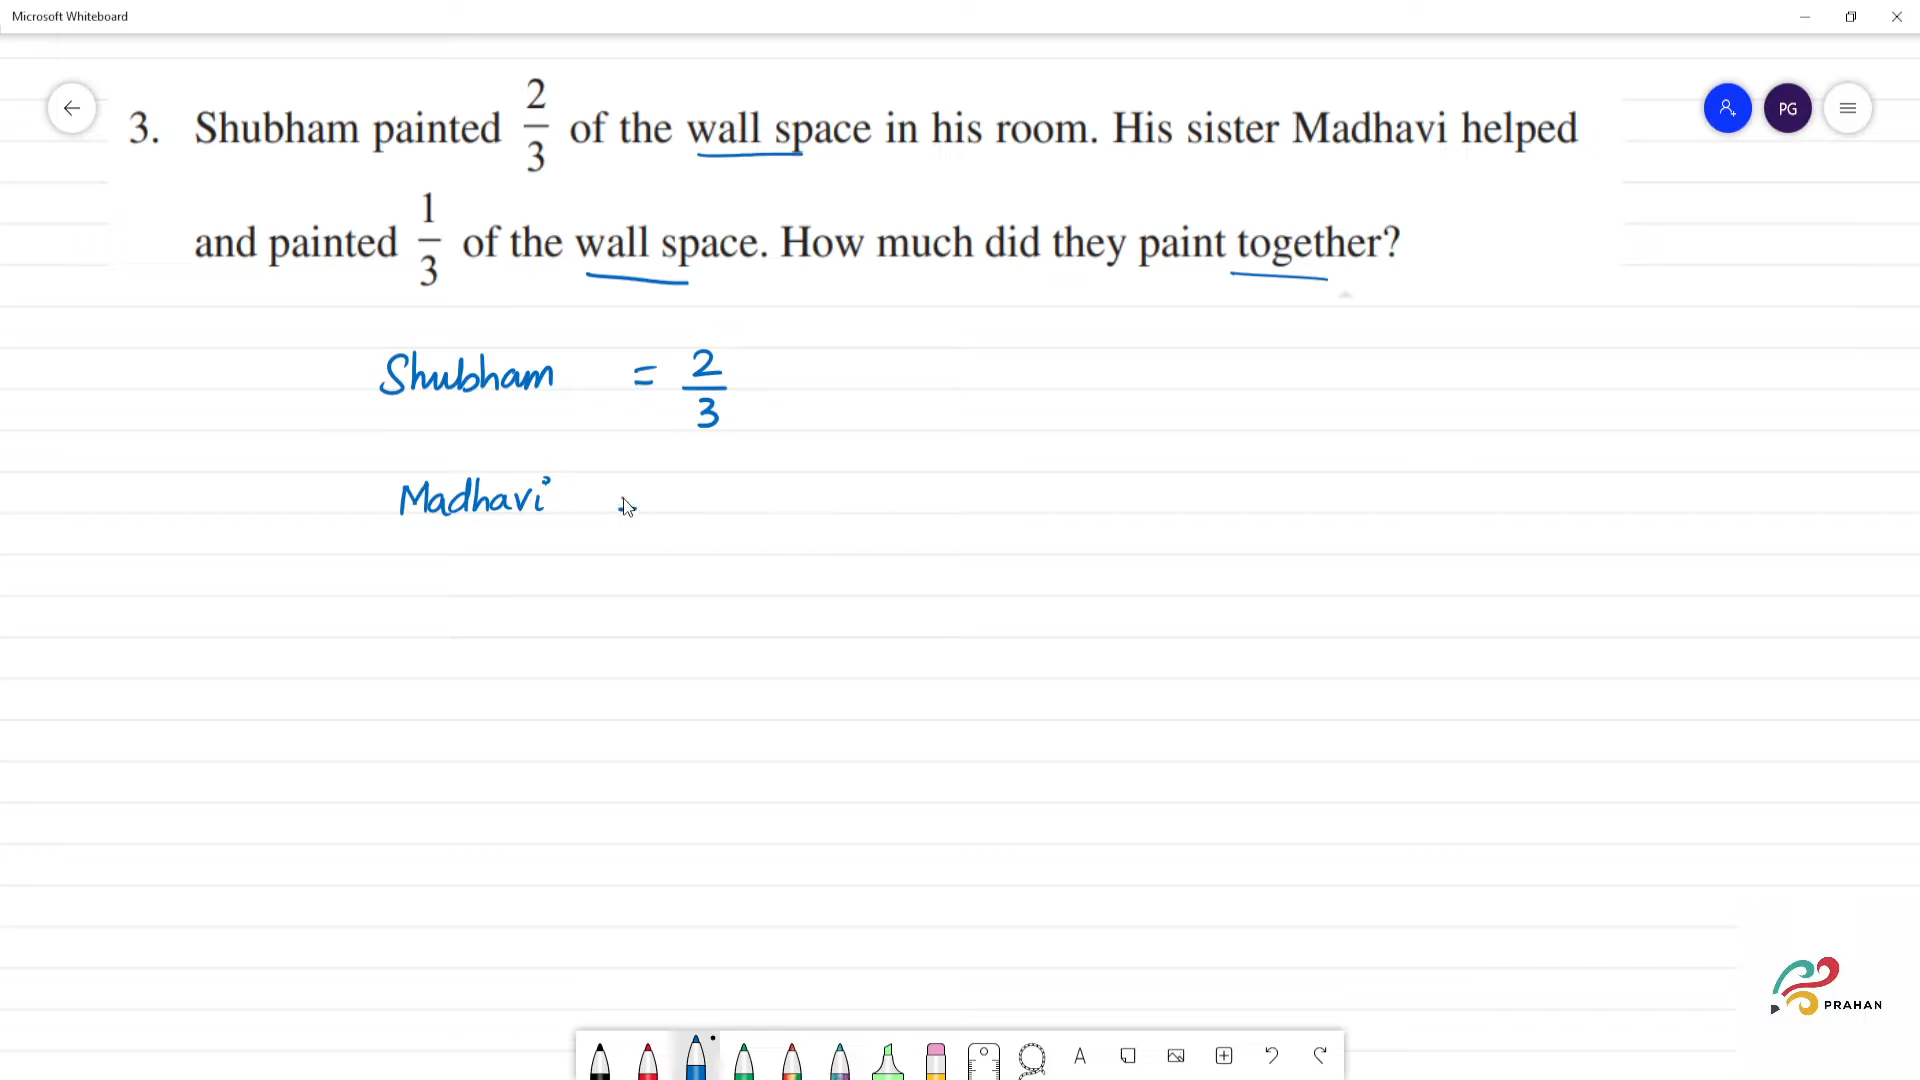 Microsoft Whiteboard
3. Shubham painted 2/3 of the wall space in his room. His sister Madhavi helped
and painted 1/3 of the wall space. How much did they paint together?
PG
Shubham = 2/3
Madhavi
PRAHAN
A